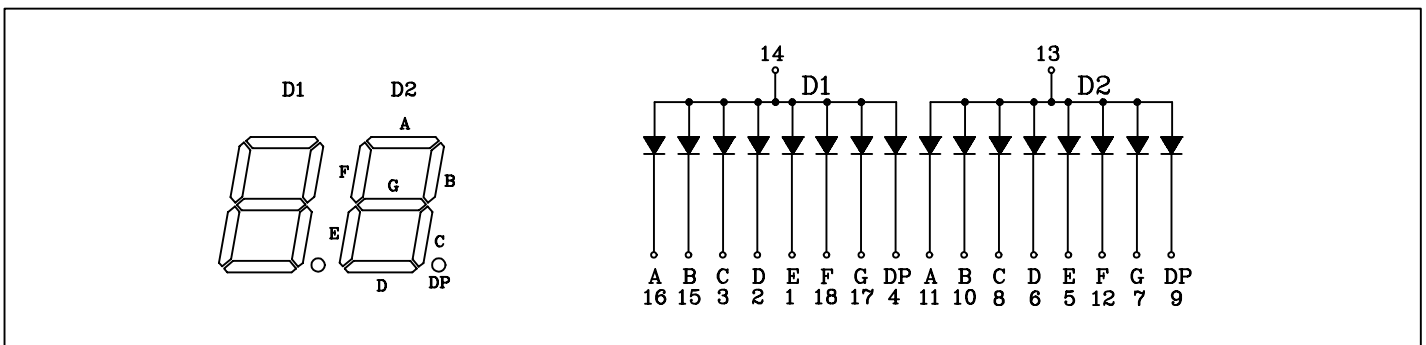 D1 D2
A
F G B
E C
D DP
14 13
D1 D2
A B C D E F G DP A B C D E F G DP
16 15 3 2 1 18 17 4 11 10 8 6 5 12 7 9